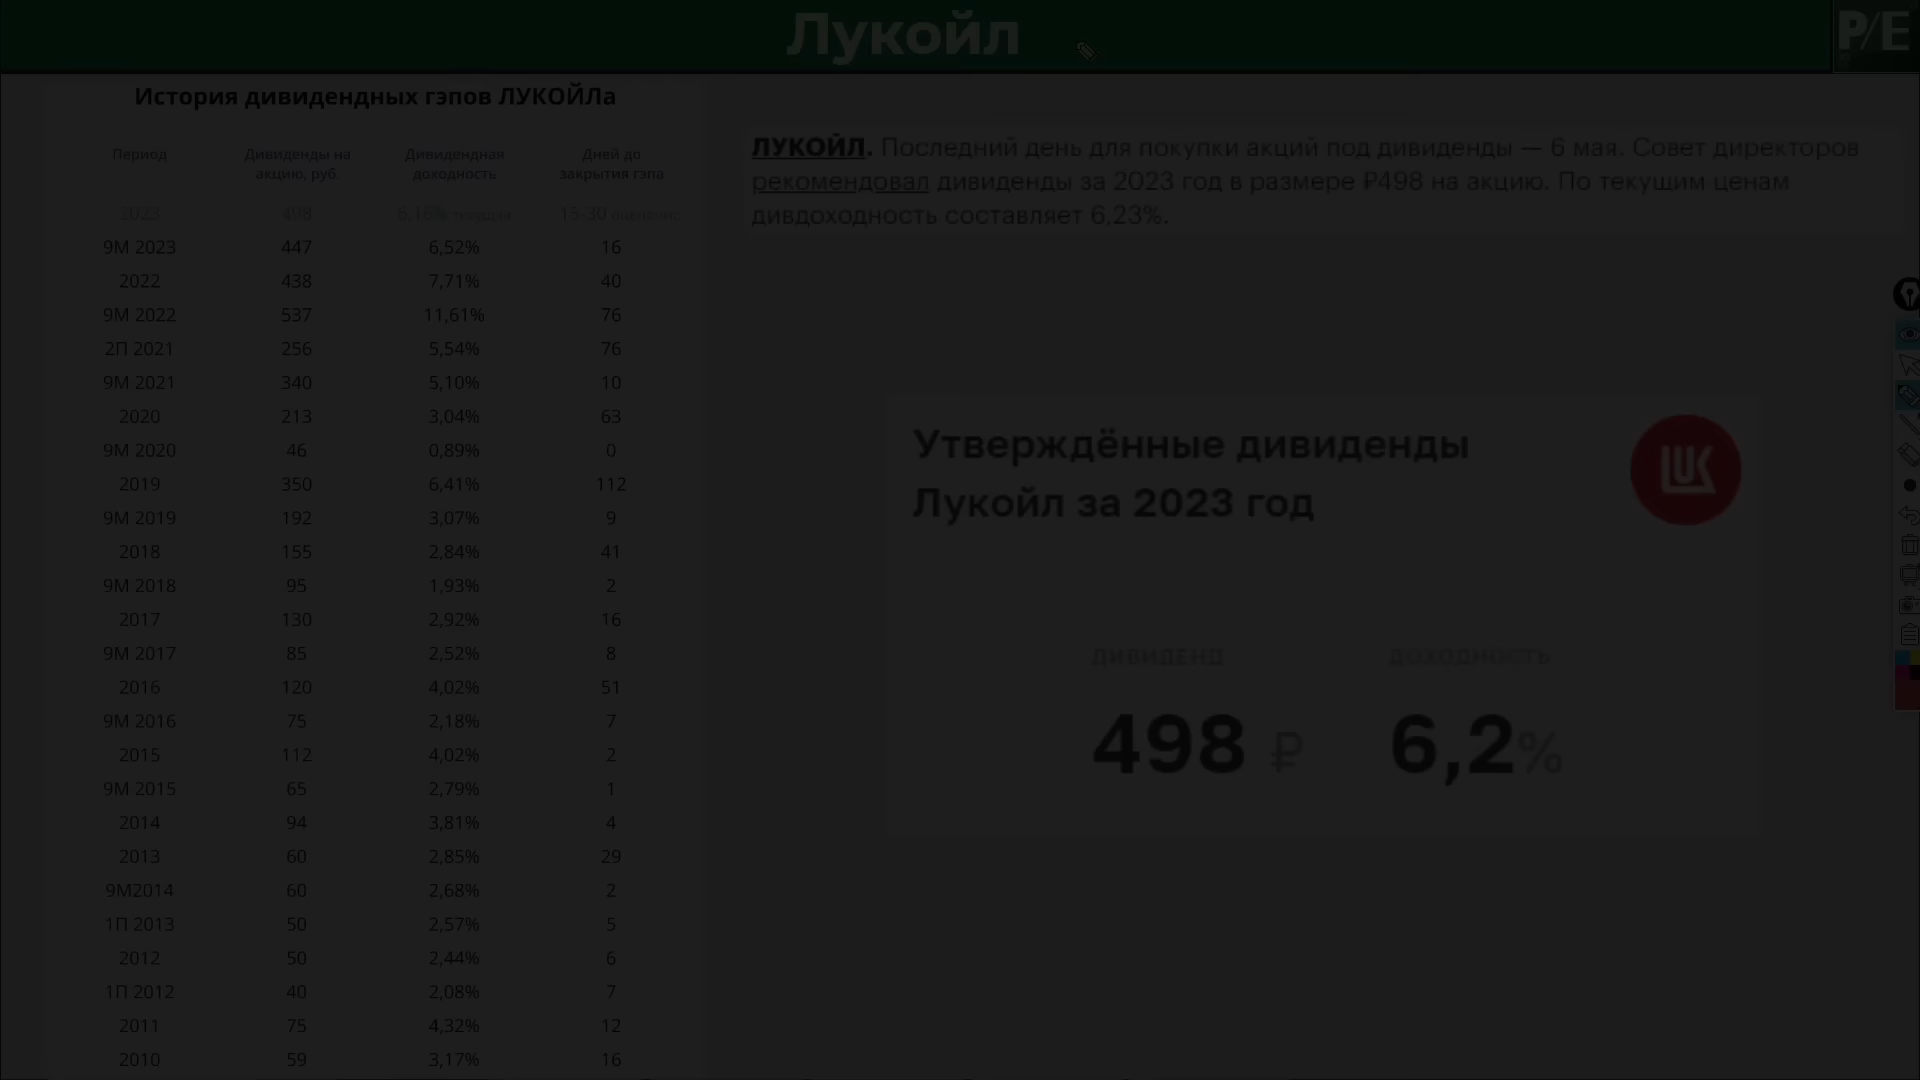 Лукойл
P/E
История дивидендных гэпов ЛУКОЙЛа
Период Дивиденды на акцию, руб. Дивидендная доходность Дней до закрытия гэпа
2023 498 6,16% текущая 15-30
9М 2023 447 6,52% 16
2022 438 7,71% 40
9М 2022 537 11,61% 76
2П 2021 256 5,54% 76
9М 2021 340 5,10% 10
2020 213 3,04% 63
9М 2020 46 0,89% 0
2019 350 6,41% 112
9М 2019 192 3,07% 9
2018 155 2,84% 41
9М 2018 95 1,93% 2
2017 130 2,92% 16
9М 2017 85 2,52% 8
2016 120 4,02% 51
9М 2016 75 2,18% 7
2015 112 4,02% 2
9М 2015 65 2,79% 1
2014 94 3,81% 4
2013 60 2,85% 29
9М2014 60 2,68% 2
1П 2013 50 2,57% 5
2012 50 2,44% 6
1П 2012 40 2,08% 7
2011 75 4,32% 12
2010 59 3,17% 16
ЛУКОЙЛ. Последний день для покупки акций под дивиденды — 6 мая. Совет директоров
рекомендовал дивиденды за 2023 год в размере ₽498 на акцию. По текущим ценам
дивдоходность составляет 6,23%.
Утверждённые дивиденды
Лукойл за 2023 год
LUK
ДИВИДЕНД ДОХОДНОСТЬ
498 ₽ 6,2%